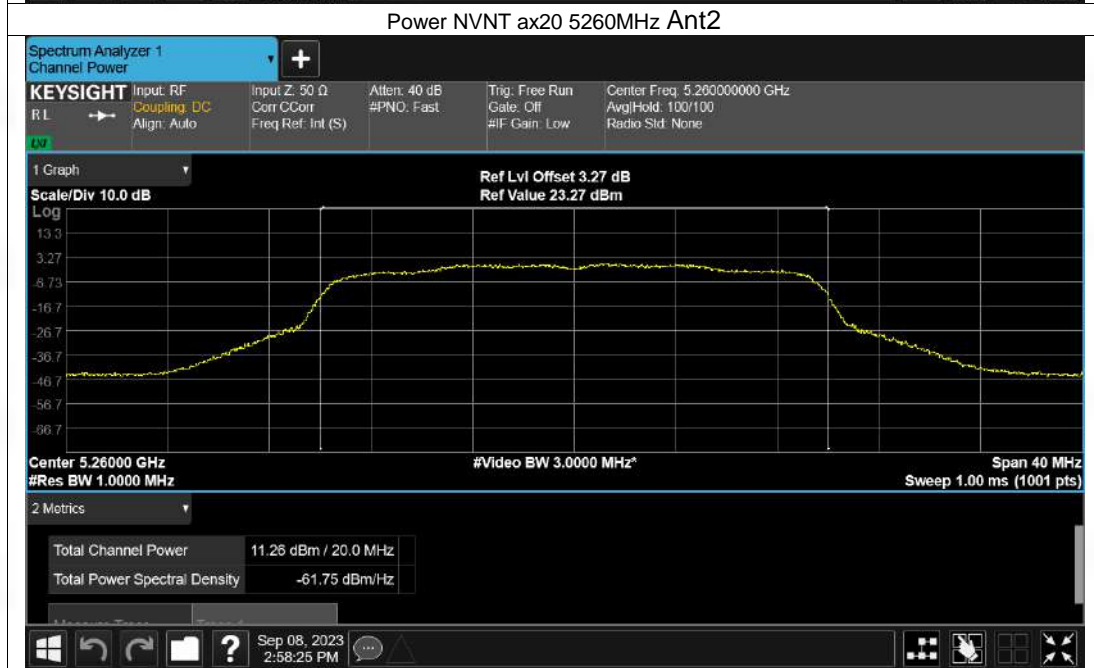 Power NVNT ax20 5260MHz Ant2
Spectrum Analyzer 1
Channel Power
+
KEYSIGHT Input: RF Input Z: 50 Ω Atten: 40 dB Trig: Free Run Center Freq: 5.260000000 GHz
RL Coupling: DC Corr CCorr #PNO: Fast Gate: Off Avg|Hold: 100/100
Align: Auto Freq Ref: Int (S) #IF Gain: Low Radio Std: None
LXI
1 Graph Ref Lvl Offset 3.27 dB
Scale/Div 10.0 dB Ref Value 23.27 dBm
Log
13.3
3.27
-6.73
-16.7
-26.7
-36.7
-46.7
-56.7
-66.7
Center 5.26000 GHz #Video BW 3.0000 MHz* Span 40 MHz
#Res BW 1.0000 MHz Sweep 1.00 ms (1001 pts)
2 Metrics
Total Channel Power 11.26 dBm / 20.0 MHz
Total Power Spectral Density -61.75 dBm/Hz
? Sep 08, 2023
2:58:25 PM